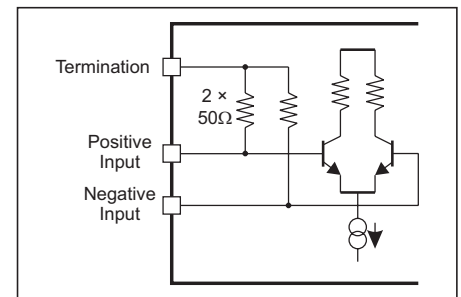 Termination
2 ×
50Ω
Positive
Input
Negative
Input